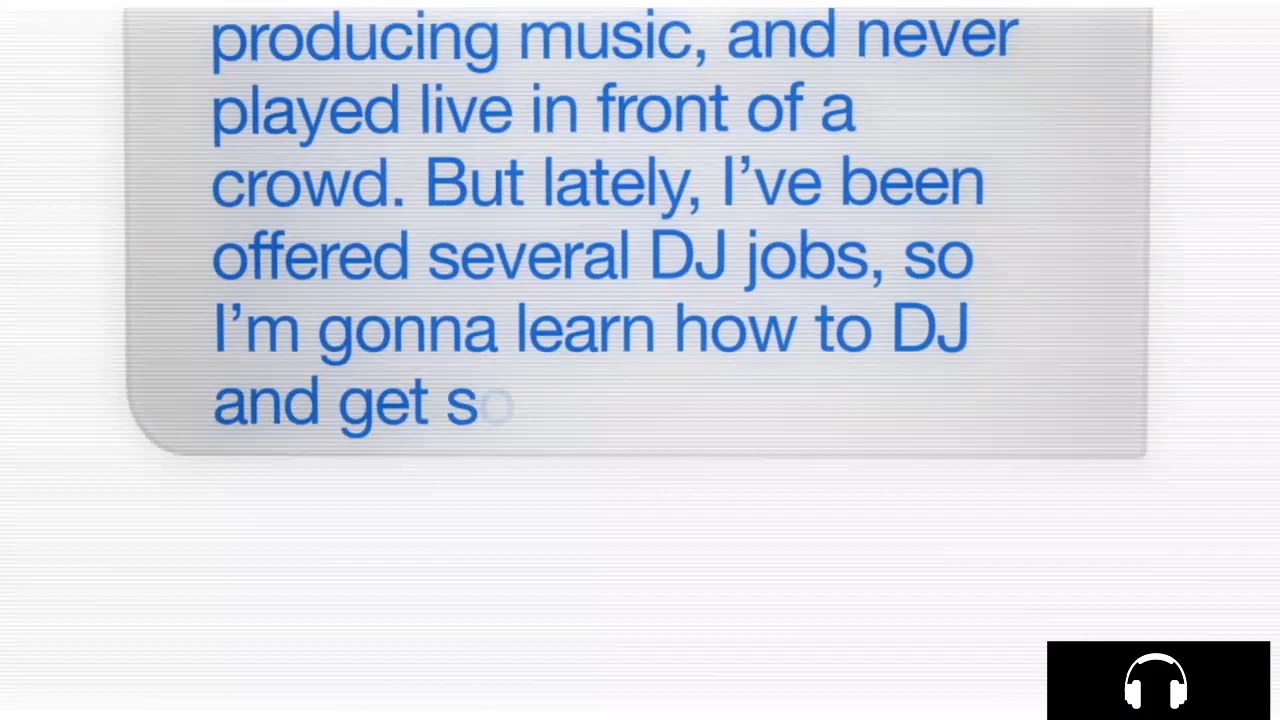 producing music, and never
played live in front of a
crowd. But lately, I’ve been
offered several DJ jobs, so
I’m gonna learn how to DJ
and get so